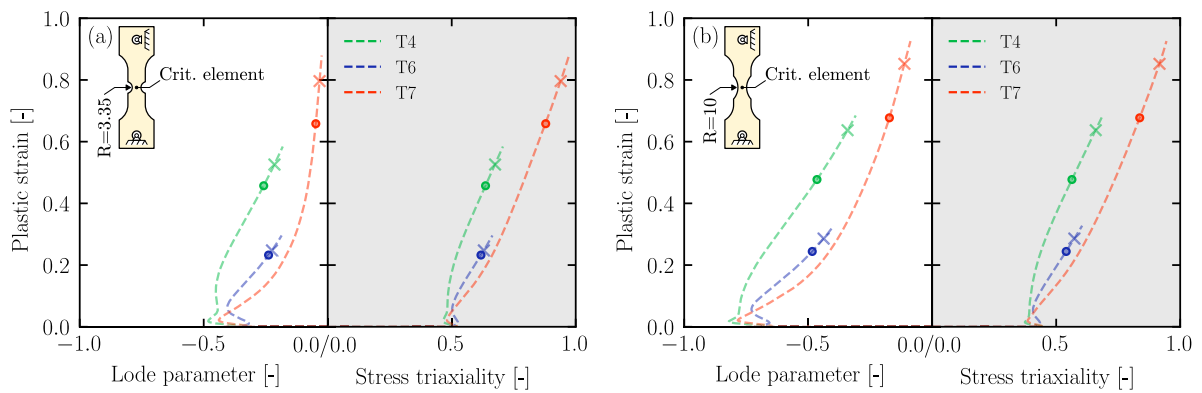 (a)
Crit. element
R=3.35
T4
T6
T7
1.0
0.8
0.6
0.4
0.2
0.0
Plastic strain [-]
−1.0
−0.5
0.0/0.0
0.5
1.0
Lode parameter [-]
Stress triaxiality [-]
(b)
Crit. element
R=10
T4
T6
T7
1.0
0.8
0.6
0.4
0.2
0.0
Plastic strain [-]
−1.0
−0.5
0.0/0.0
0.5
1.0
Lode parameter [-]
Stress triaxiality [-]